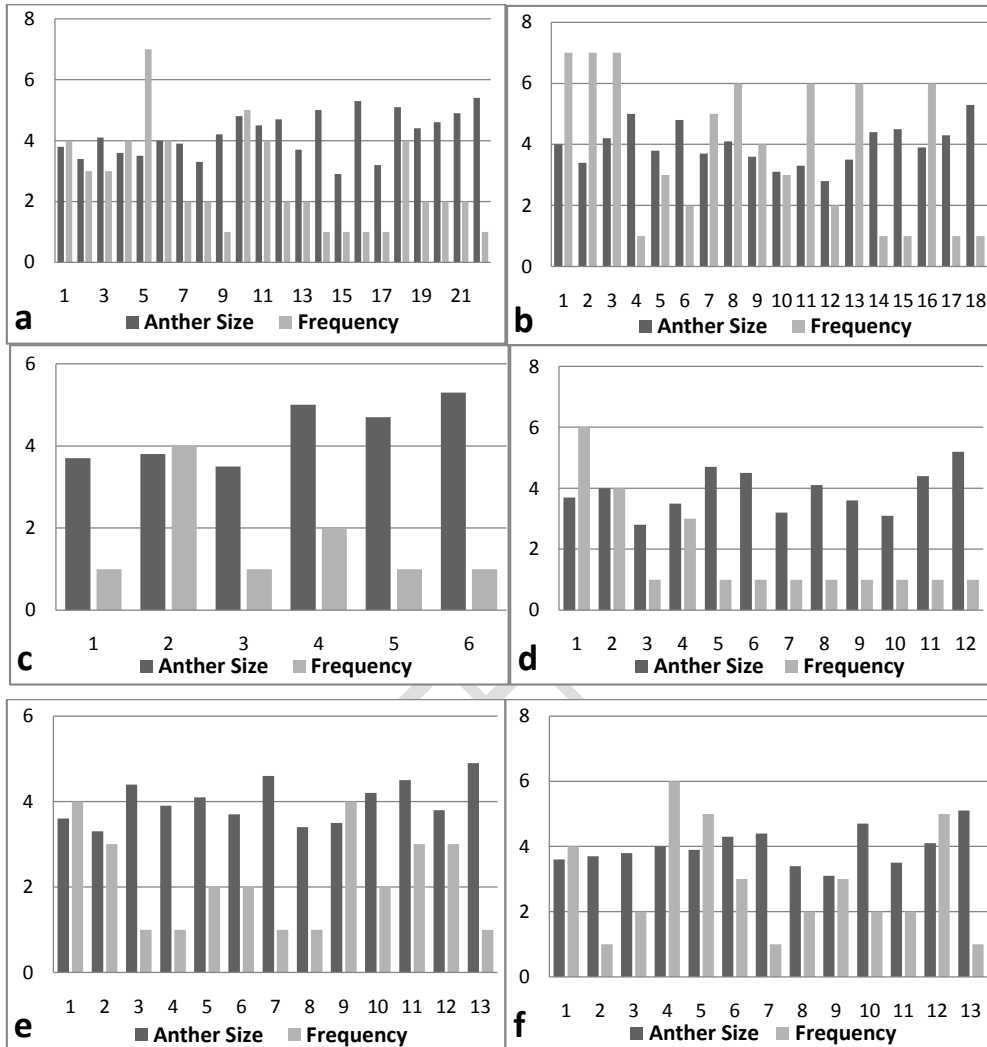 8
6
4
2
0
1 3 5 7 9 11 13 15 17 19 21
a
Anther Size Frequency
8
6
4
2
0
1 2 3 4 5 6 7 8 9 10 11 12 13 14 15 16 17 18
b
Anther Size Frequency
6
4
2
0
1 2 3 4 5 6
c
Anther Size Frequency
8
6
4
2
0
1 2 3 4 5 6 7 8 9 10 11 12
d
Anther Size Frequency
6
4
2
0
1 2 3 4 5 6 7 8 9 10 11 12 13
e
Anther Size Frequency
8
6
4
2
0
1 2 3 4 5 6 7 8 9 10 11 12 13
f
Anther Size Frequency